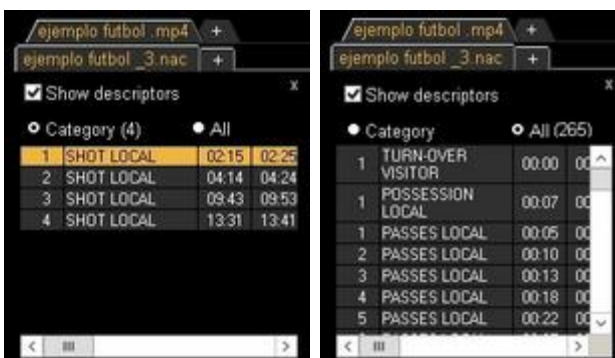 ejemplo futbol .mp4 +
ejemplo futbol _3.nac +
x
Show descriptors
Category (4) All
1 SHOT LOCAL 02:15 02:25
2 SHOT LOCAL 04:14 04:24
3 SHOT LOCAL 09:43 09:53
4 SHOT LOCAL 13:31 13:41
ejemplo futbol .mp4 +
ejemplo futbol _3.nac +
x
Show descriptors
Category All (265)
1 TURN-OVER VISITOR 00:00
1 POSSESSION LOCAL 00:07
1 PASSES LOCAL 00:05
2 PASSES LOCAL 00:10
3 PASSES LOCAL 00:13
4 PASSES LOCAL 00:18
5 PASSES LOCAL 00:22